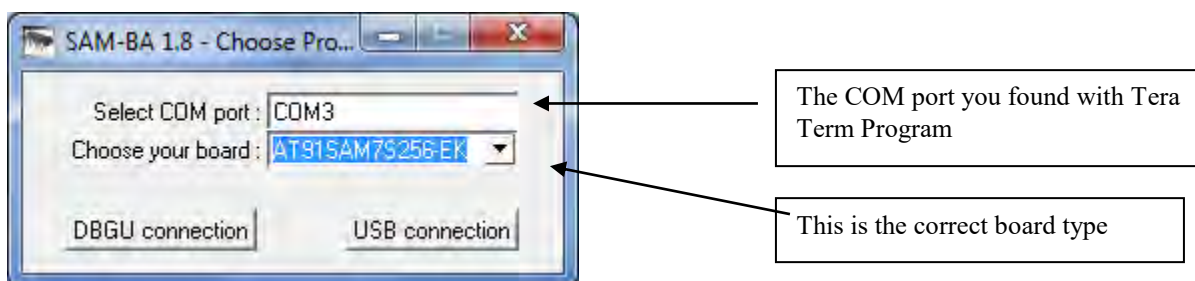 SAM-BA 1.8 - Choose Pro...
Select COM port : COM3
Choose your board : AT91SAM7S256-EK
DBGU connection USB connection
The COM port you found with Tera
Term Program
This is the correct board type